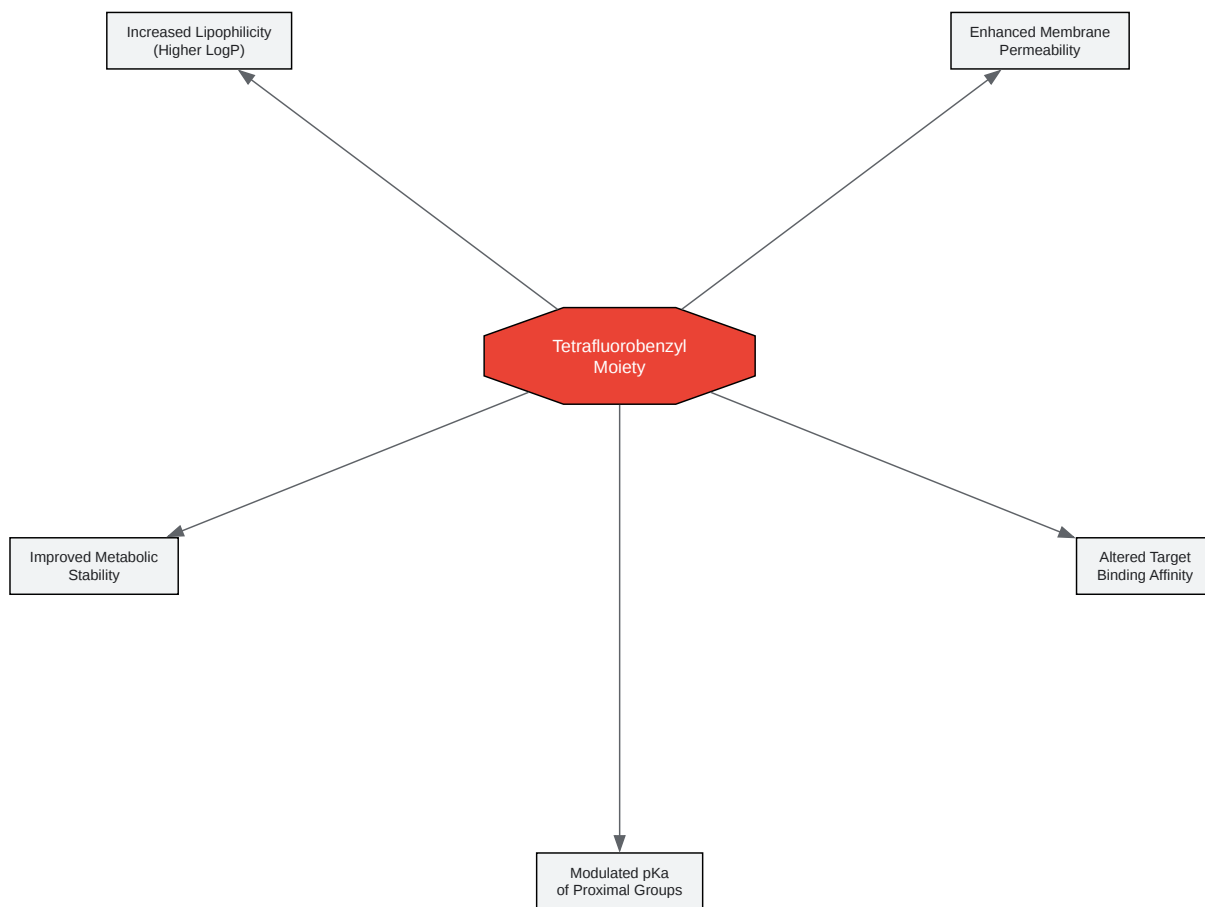 Increased Lipophilicity
(Higher LogP)
Enhanced Membrane
Permeability
Tetrafluorobenzyl
Moiety
Improved Metabolic
Stability
Altered Target
Binding Affinity
Modulated pKa
of Proximal Groups